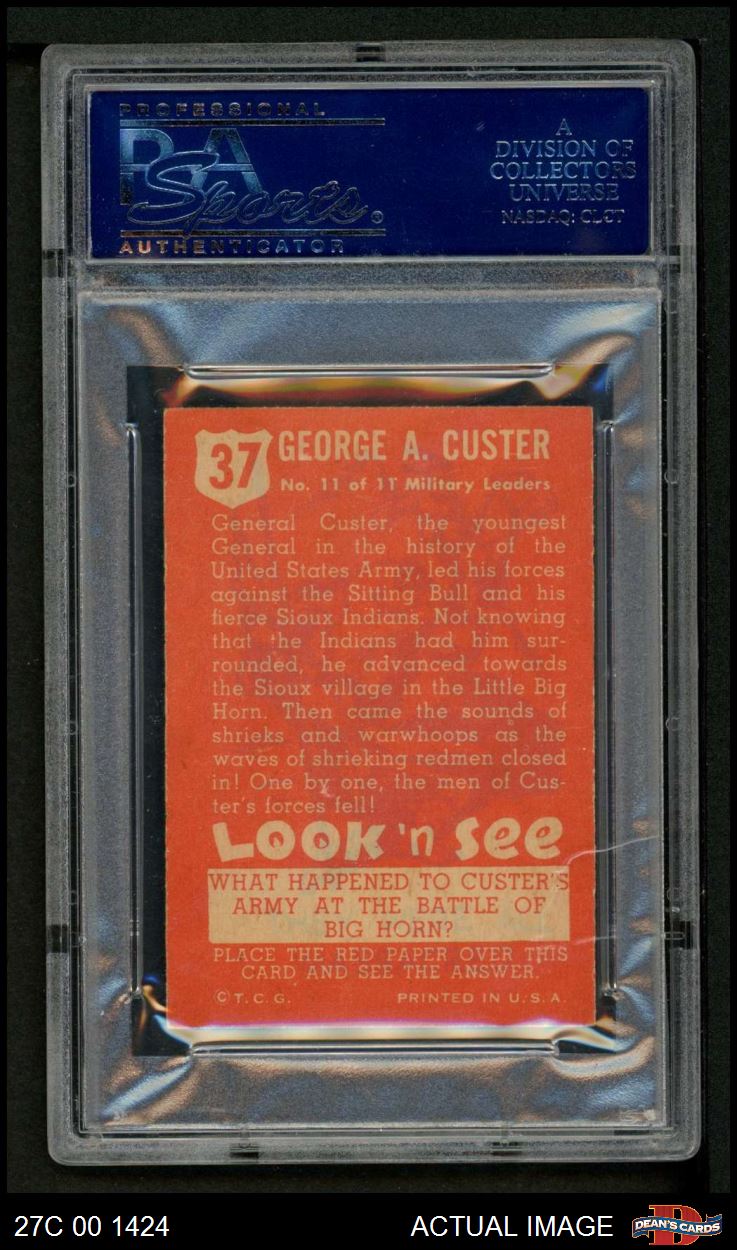 PROFESSIONAL
PSA
Sports®
AUTHENTICATOR
A
DIVISION OF
COLLECTORS
UNIVERSE
NASDAQ: CLCT
37
GEORGE A. CUSTER
No. 11 of 11 Military Leaders
General Custer, the youngest
General in the history of the
United States Army, led his forces
against the Sitting Bull and his
fierce Sioux Indians. Not knowing
that the Indians had him sur-
rounded, he advanced towards
the Sioux village in the Little Big
Horn. Then came the sounds of
shrieks and warwhoops as the
waves of shrieking redmen closed
in! One by one, the men of Cus-
ter's forces fell!
LOOK 'n See
WHAT HAPPENED TO CUSTER'S
ARMY AT THE BATTLE OF
BIG HORN?
PLACE THE RED PAPER OVER THIS
CARD AND SEE THE ANSWER.
© T. C. G. PRINTED IN U. S. A.
27C 00 1424
ACTUAL IMAGE
D
DEAN'S CARDS